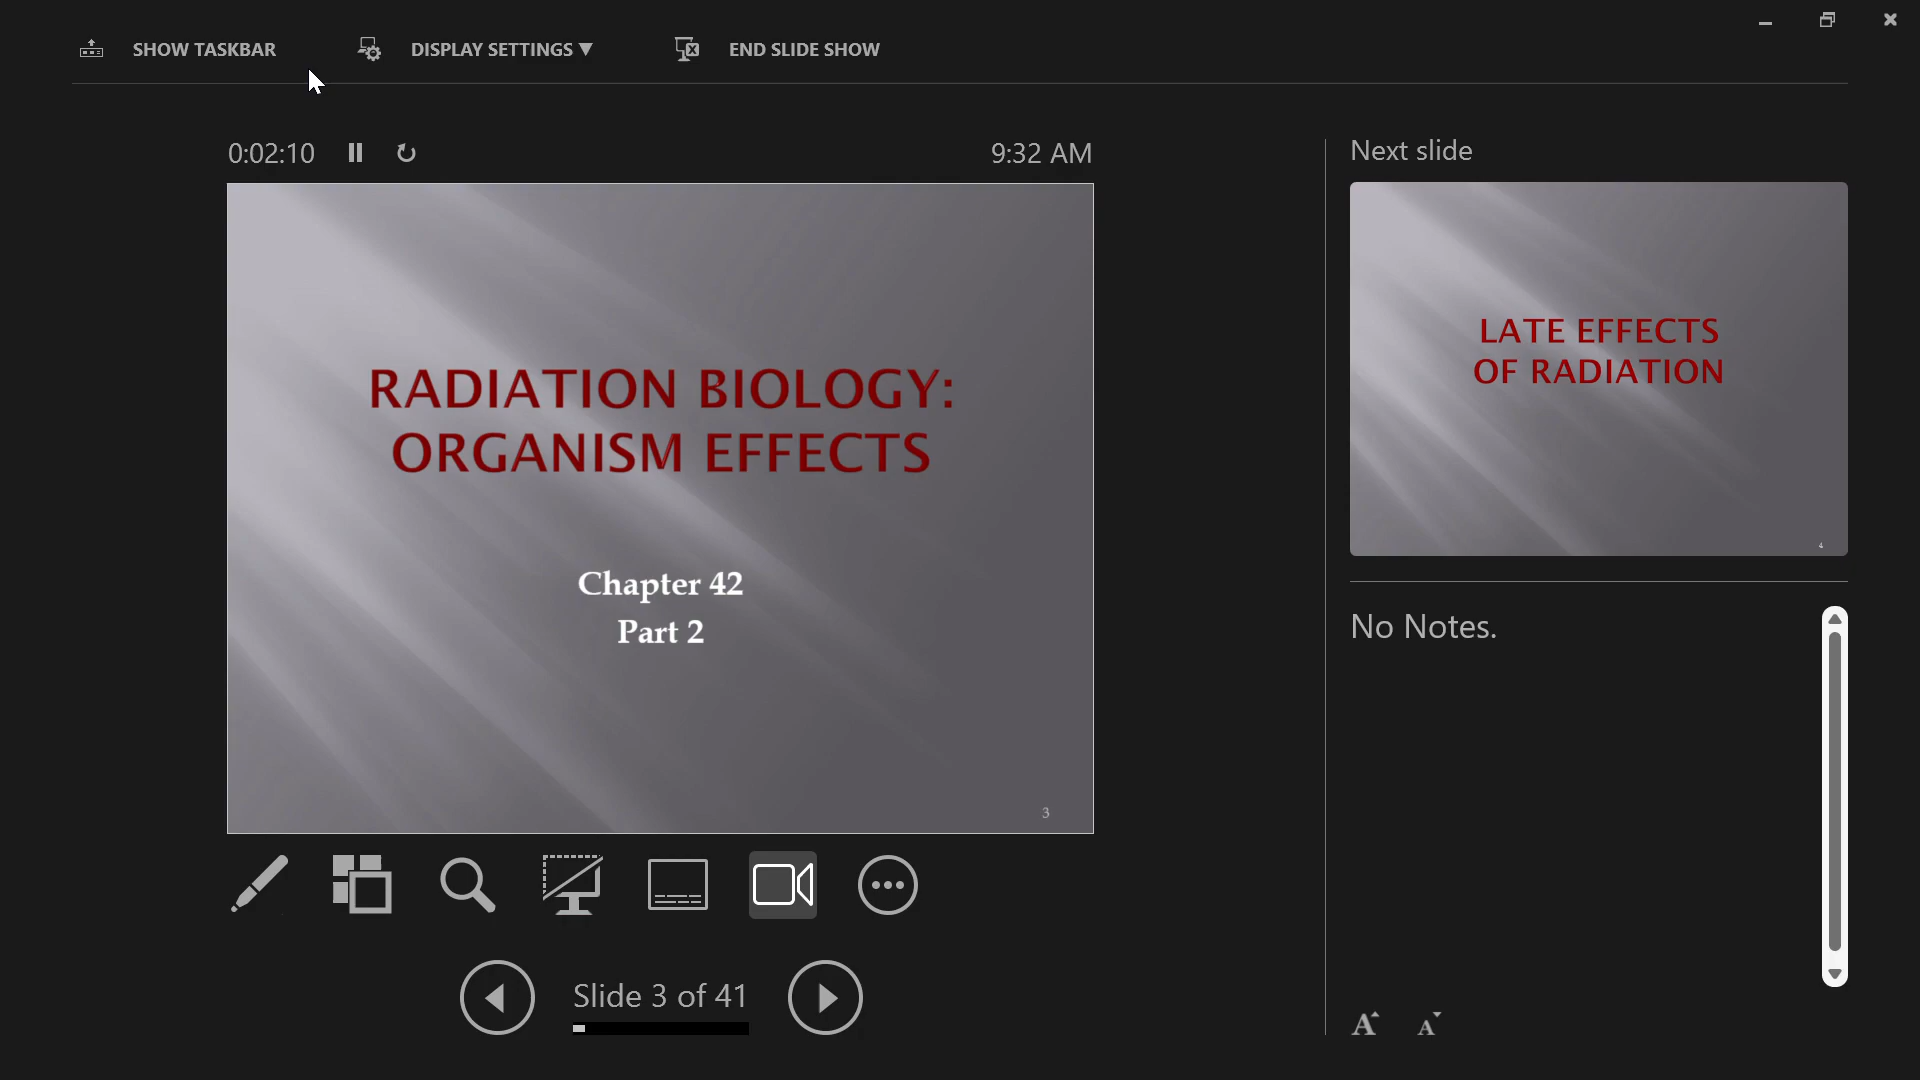 SHOW TASKBAR
DISPLAY SETTINGS ▼
END SLIDE SHOW
0:02:10
9:32 AM
RADIATION BIOLOGY:
ORGANISM EFFECTS
Chapter 42
Part 2
3
Slide 3 of 41
Next slide
LATE EFFECTS
OF RADIATION
4
No Notes.
A A